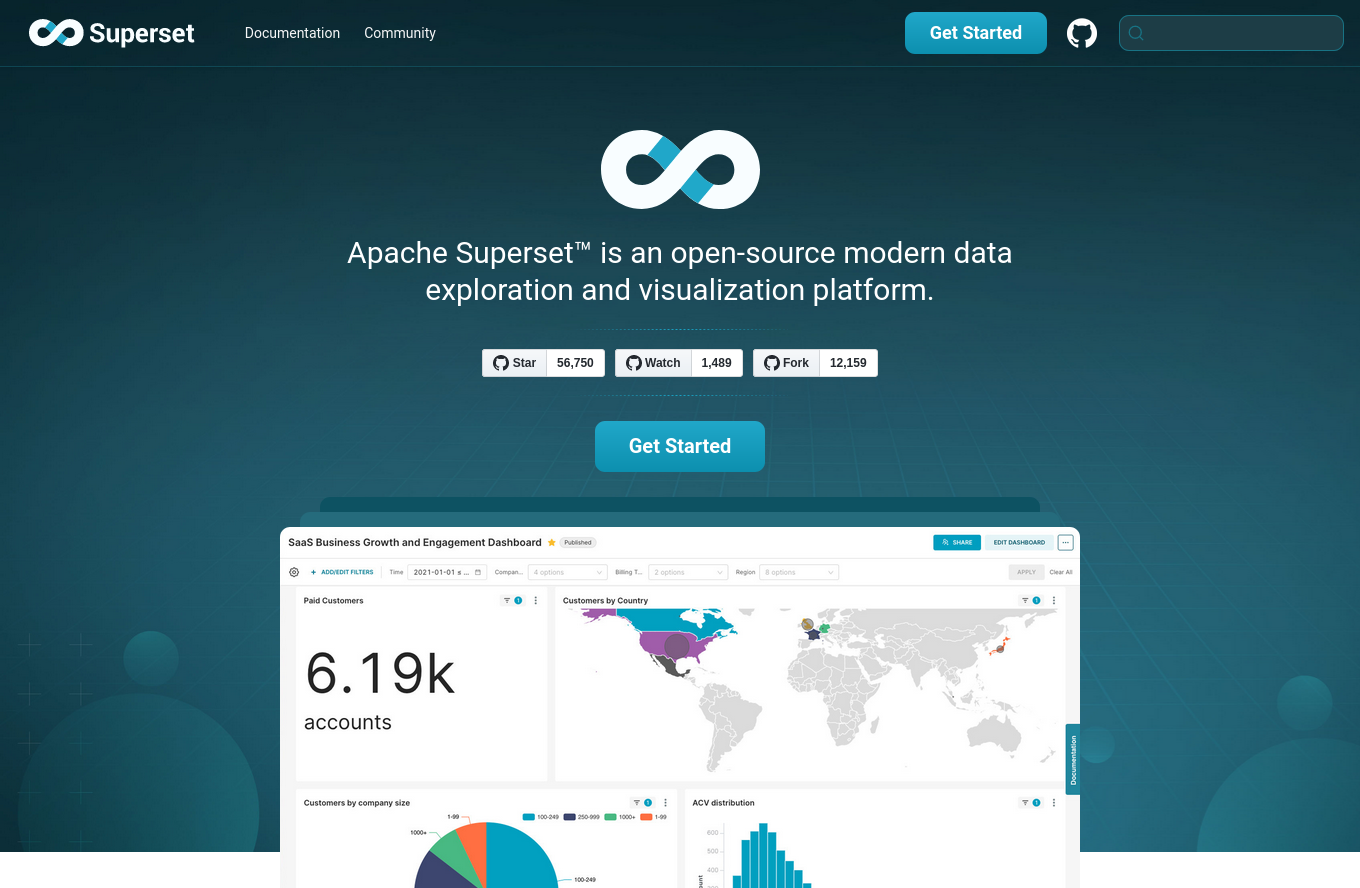 Superset
Documentation
Community
Get Started
Apache Superset™ is an open-source modern data
exploration and visualization platform.
Star
56,750
Watch
1,489
Fork
12,159
Get Started
SaaS Business Growth and Engagement Dashboard
Published
SHARE
EDIT DASHBOARD
...
+ ADD/EDIT FILTERS
Time
2021-01-01 ≤ ...
Compan...
4 options
Billing T...
2 options
Region
8 options
APPLY
Clear All
Paid Customers
1
6.19k
accounts
Customers by Country
1
Documentation
Customers by company size
1
100-249
250-999
1000+
1-99
1-99
1000+
100-249
ACV distribution
1
600
500
400